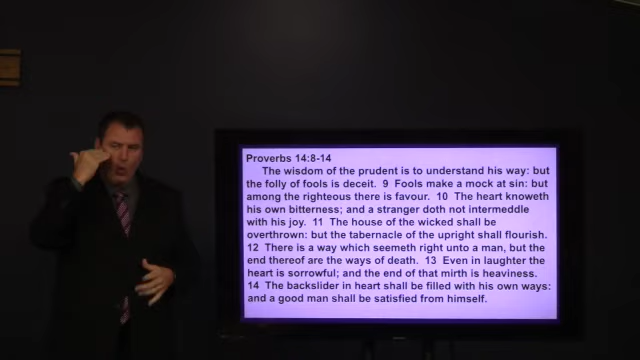 Proverbs 14:8-14
The wisdom of the prudent is to understand his way: but
the folly of fools is deceit. 9 Fools make a mock at sin: but
among the righteous there is favour. 10 The heart knoweth
his own bitterness; and a stranger doth not intermeddle
with his joy. 11 The house of the wicked shall be
overthrown: but the tabernacle of the upright shall flourish.
12 There is a way which seemeth right unto a man, but the
end thereof are the ways of death. 13 Even in laughter the
heart is sorrowful; and the end of that mirth is heaviness.
14 The backslider in heart shall be filled with his own ways:
and a good man shall be satisfied from himself.